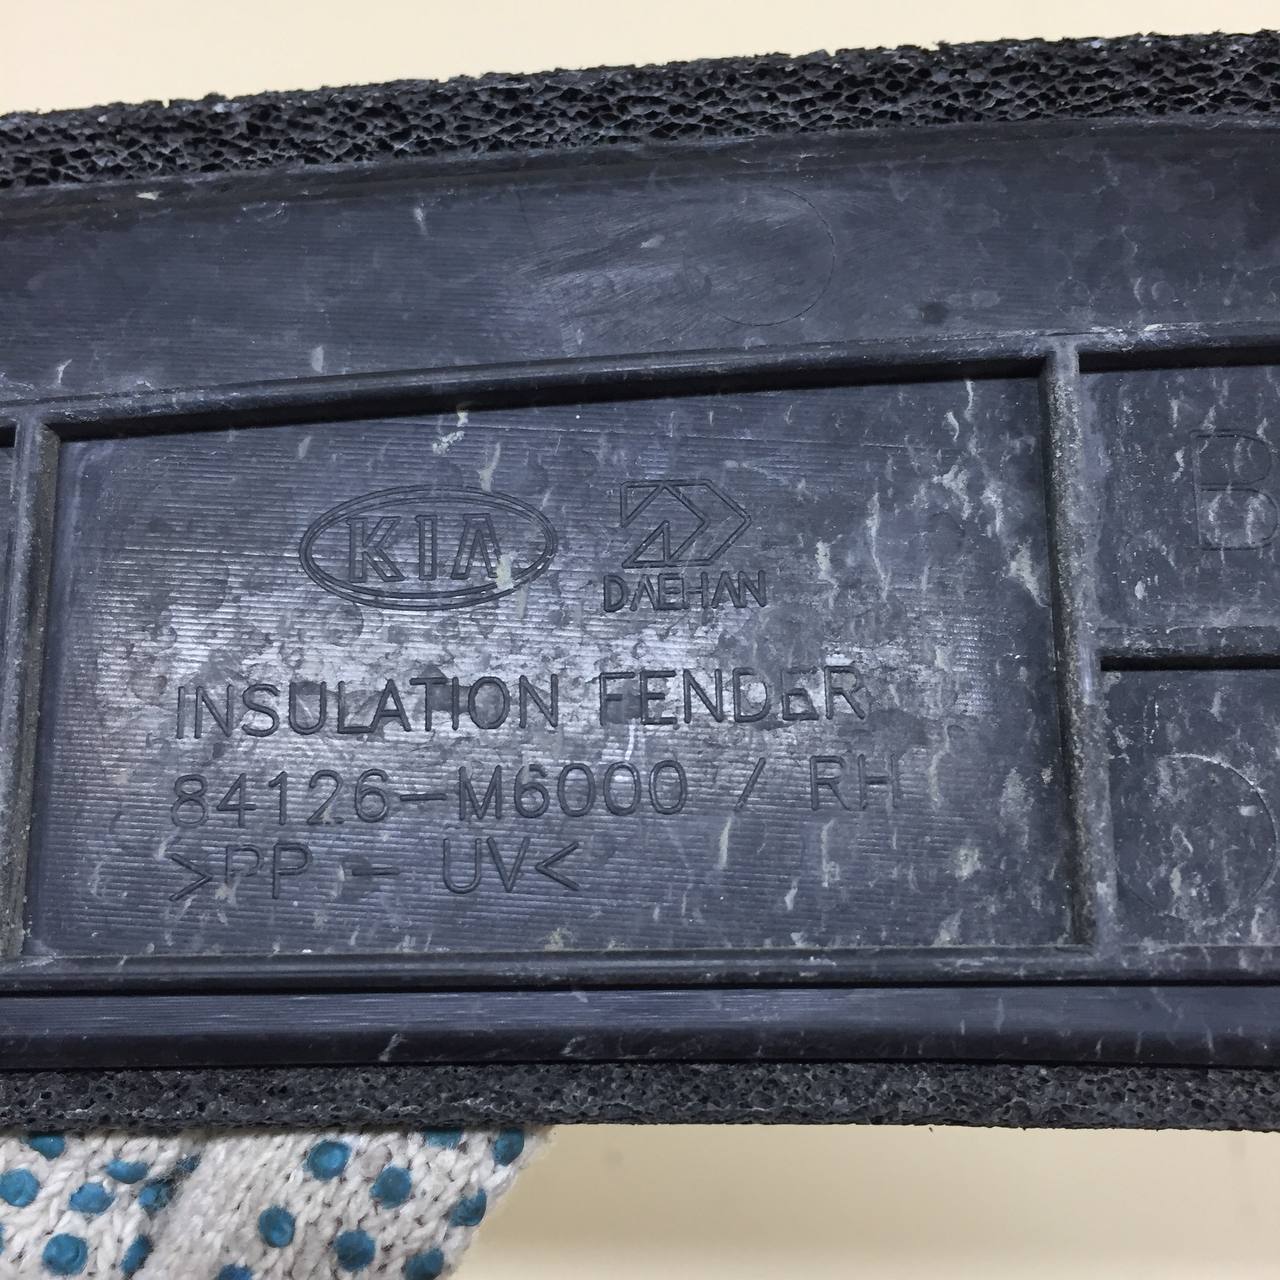 KIA DAEHAN
B
INSULATION FENDER
84126-M6000 / RH
>PP - UV<